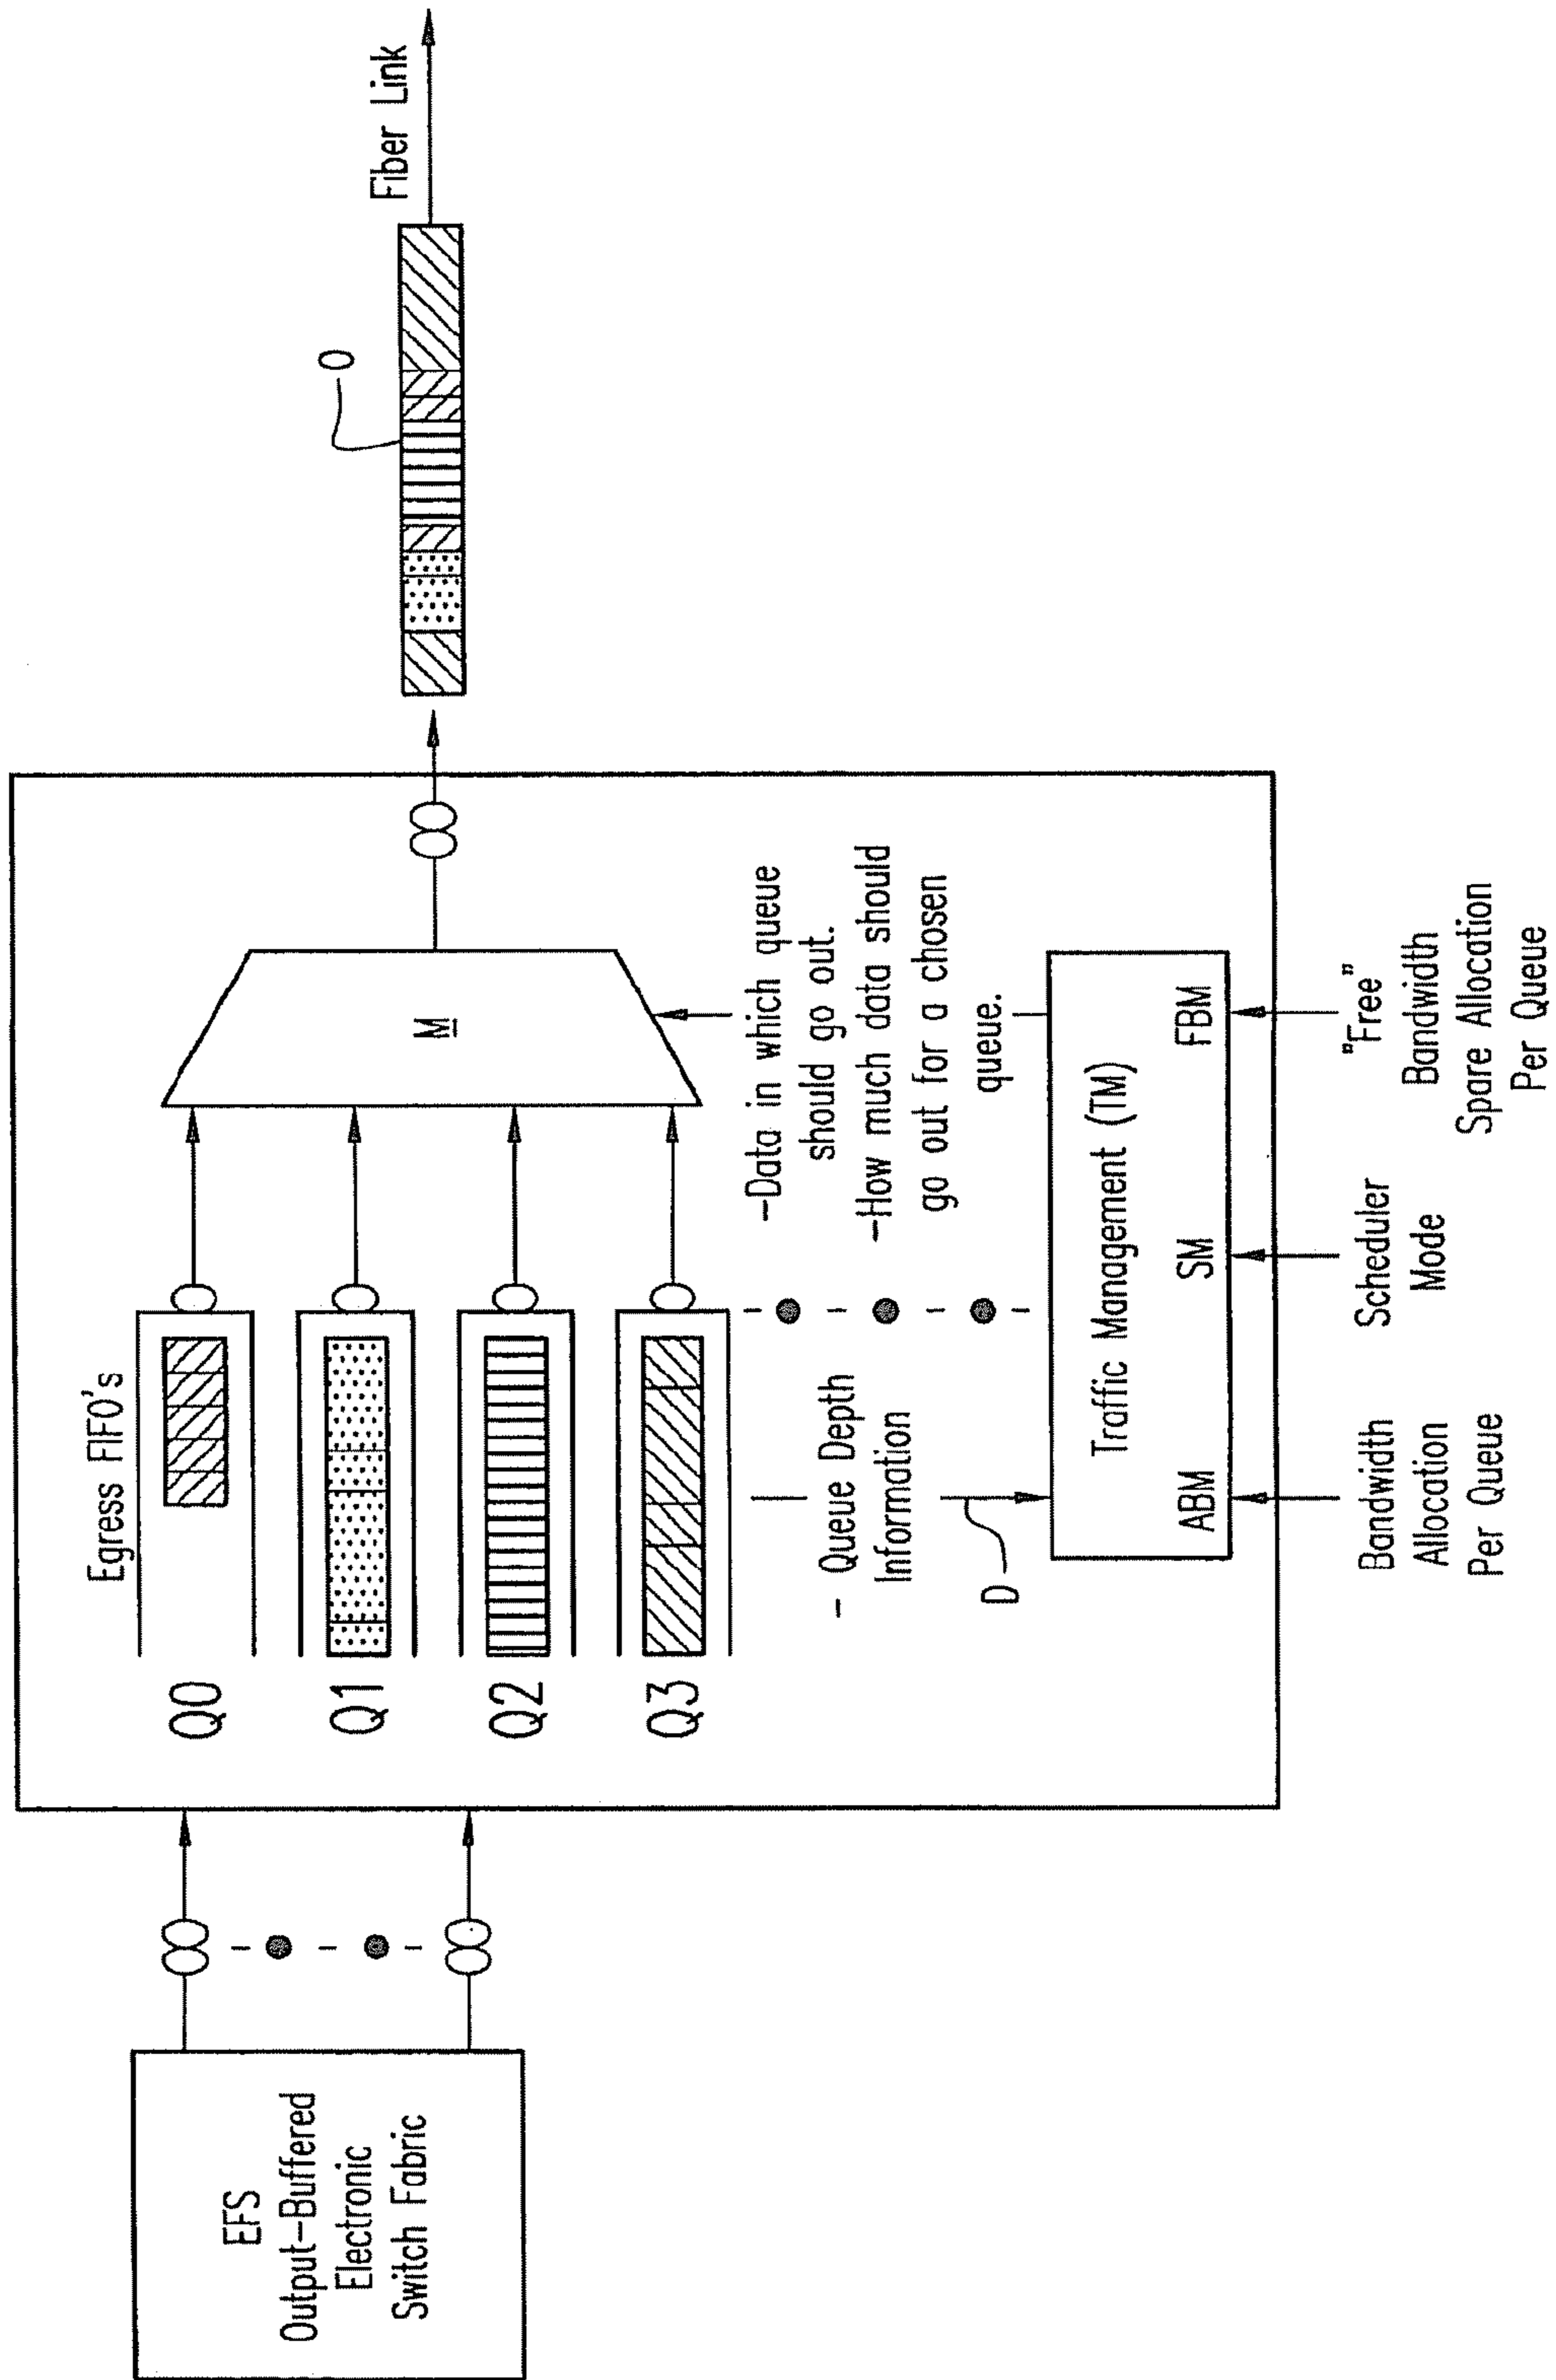 EFS
Output-Buffered
Electronic
Switch Fabric
Egress FIFO's
Q0
Q1
Q2
Q3
M
O
Fiber Link
- Queue Depth
Information
D
-Data in which queue
should go out.
-How much data should
go out for a chosen
queue.
Traffic Management (TM)
ABM
SM
FBM
Bandwidth
Allocation
Per Queue
Scheduler
Mode
"Free"
Bandwidth
Spare Allocation
Per Queue